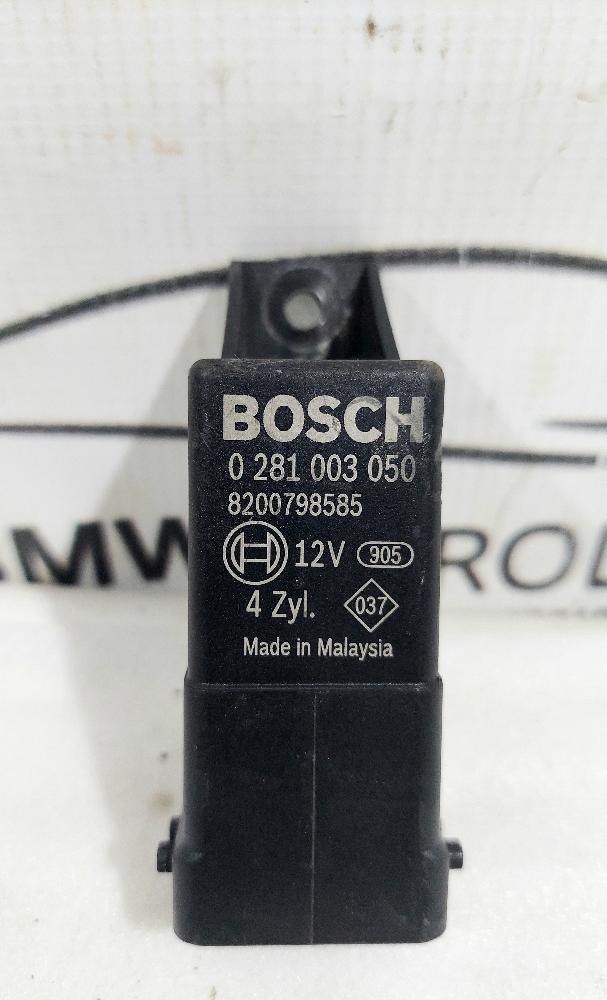 BOSCH
0 281 003 050
8200798585
12V 905
4 Zyl. 037
Made in Malaysia